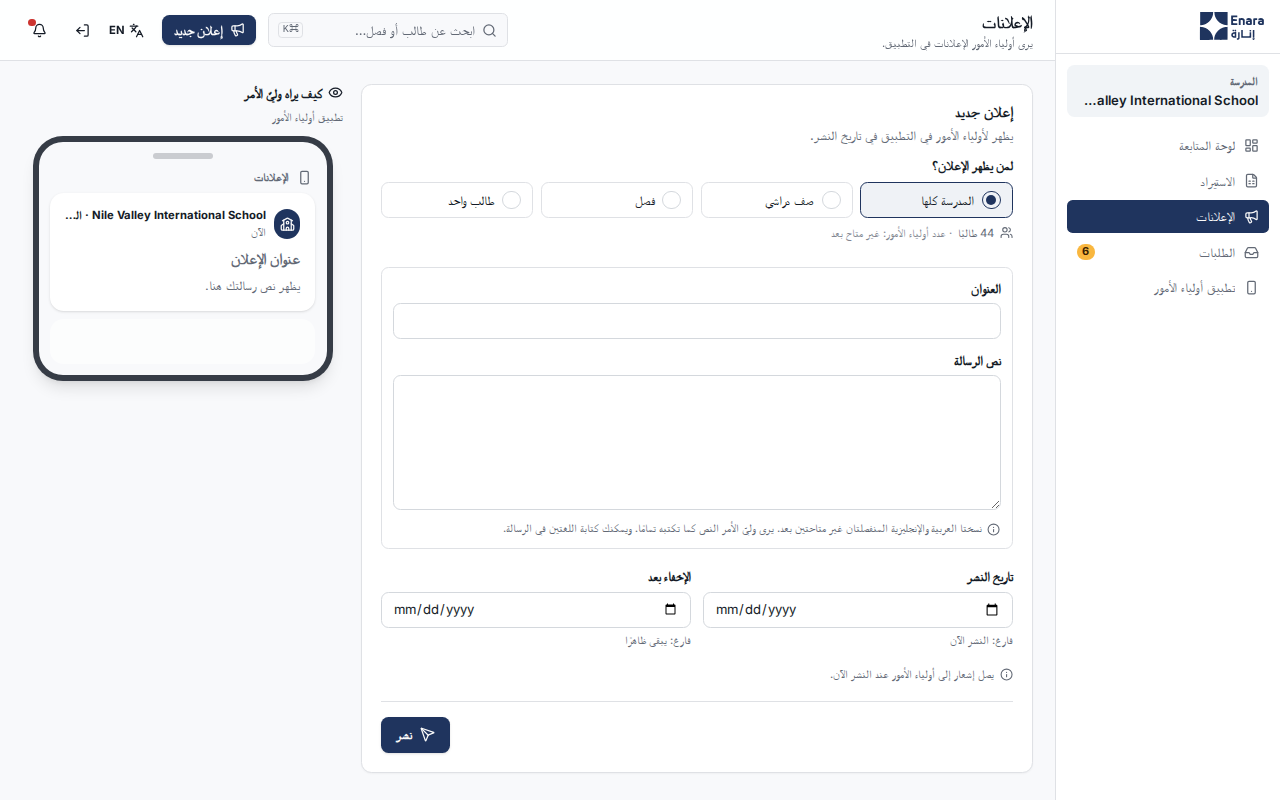 Enara
إنارة
المدرسة
...alley International School
لوحة المتابعة
الاستيراد
الإعلانات
الطلبات
6
تطبيق أولياء الأمور
الإعلانات
يرى أولياء الأمور الإعلانات في التطبيق.
ابحث عن طالب أو فصل...
⌘K
إعلان جديد
EN
إعلان جديد
يظهر لأولياء الأمور في التطبيق في تاريخ النشر.
لمن يظهر الإعلان؟
المدرسة كلها
صف دراسي
فصل
طالب واحد
44 طالبًا · عدد أولياء الأمور: غير متاح بعد
العنوان
نص الرسالة
نسختا العربية والإنجليزية المنفصلتان غير متاحتين بعد. يرى وليّ الأمر النص كما تكتبه تمامًا. ويمكنك كتابة اللغتين في الرسالة.
تاريخ النشر
الإخفاء بعد
mm/dd/yyyy
mm/dd/yyyy
فارغ: النشر الآن
فارغ: يبقى ظاهرًا
يصل إشعار إلى أولياء الأمور عند النشر الآن.
نشر
كيف يراه وليّ الأمر
تطبيق أولياء الأمور
الإعلانات
Nile Valley International School · الـ...
الآن
عنوان الإعلان
يظهر نص رسالتك هنا.